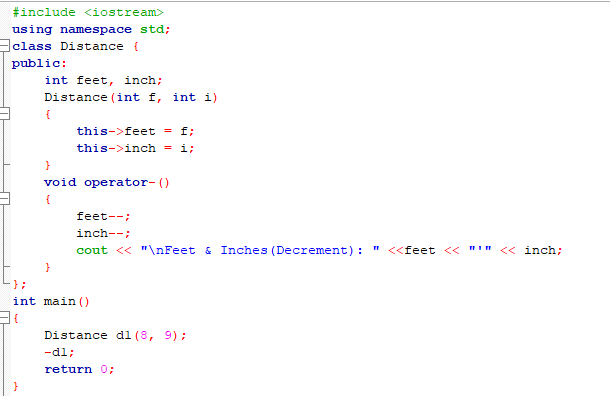 #include <iostream>
using namespace std;
class Distance {
public:
    int feet, inch;
    Distance(int f, int i)
    {
        this->feet = f;
        this->inch = i;
    }
    void operator-()
    {
        feet--;
        inch--;
        cout << "\nFeet & Inches(Decrement): " <<feet << "'" << inch;
    }
};
int main()
{
    Distance d1(8, 9);
    -d1;
    return 0;
}